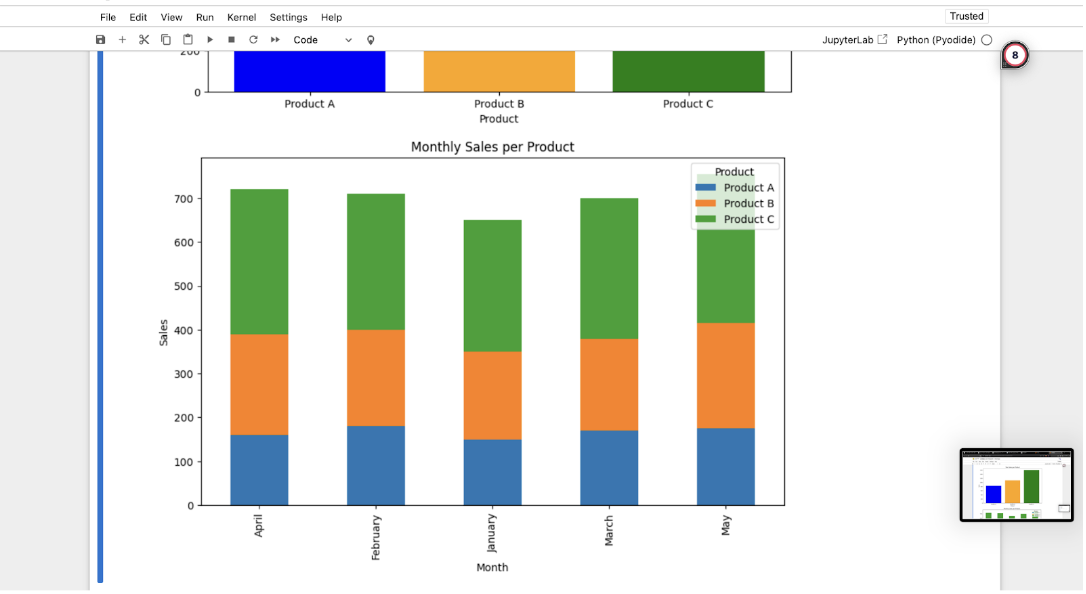 File Edit View Run Kernel Settings Help Trusted
Code JupyterLab Python (Pyodide)
8
200
0
Product A Product B Product C
Product
Monthly Sales per Product
Product
Product A
Product B
Product C
700
600
500
400
300
200
100
0
Sales
April February January March May
Month